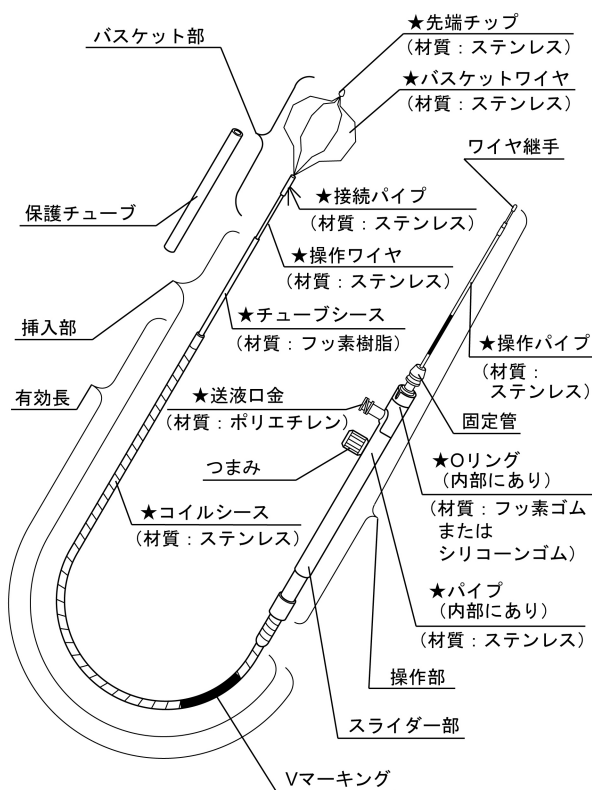 ★先端チップ
(材質：ステンレス)
バスケット部
★バスケットワイヤ
(材質：ステンレス)
ワイヤ継手
★接続パイプ
(材質：ステンレス)
保護チューブ
★操作ワイヤ
(材質：ステンレス)
★チューブシース
(材質：フッ素樹脂)
挿入部
★操作パイプ
(材質：
ステンレス)
有効長
★送液口金
(材質：ポリエチレン)
固定管
つまみ
★Oリング
(内部にあり)
(材質：フッ素ゴム
または
シリコーンゴム)
★コイルシース
(材質：ステンレス)
★パイプ
(内部にあり)
(材質：ステンレス)
操作部
スライダー部
Vマーキング